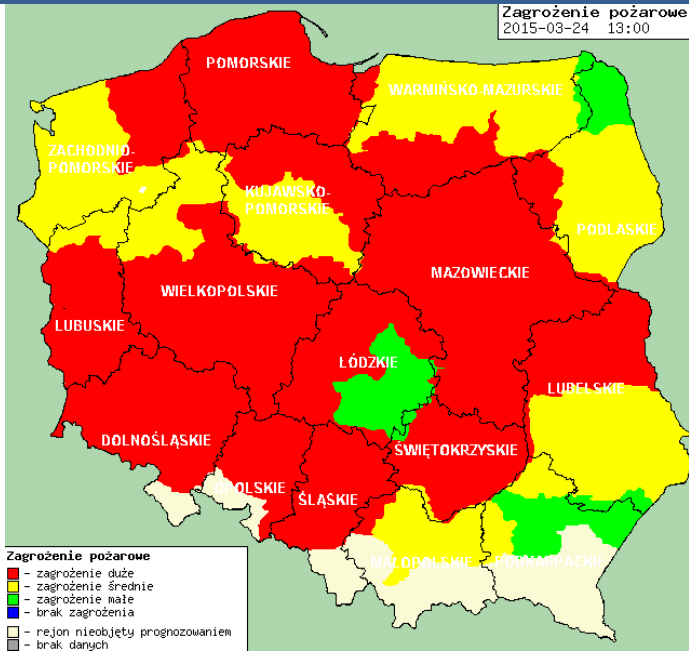 Zagrożenie pożarowe
2015-03-24 13:00
POMORSKIE
WARMIŃSKO-MAZURSKIE
ZACHODNIO-
POMORSKIE
KUJAWSKO-
POMORSKIE
PODLASKIE
MAZOWIECKIE
WIELKOPOLSKIE
LUBUSKIE
ŁÓDZKIE
LUBELSKIE
DOLNOŚLĄSKIE
ŚWIĘTOKRZYSKIE
OPOLSKIE
ŚLĄSKIE
MAŁOPOLSKIE
PODKARPACKIE
Zagrożenie pożarowe
- zagrożenie duże
- zagrożenie średnie
- zagrożenie małe
- brak zagrożenia
- rejon nieobjęty prognozowaniem
- brak danych